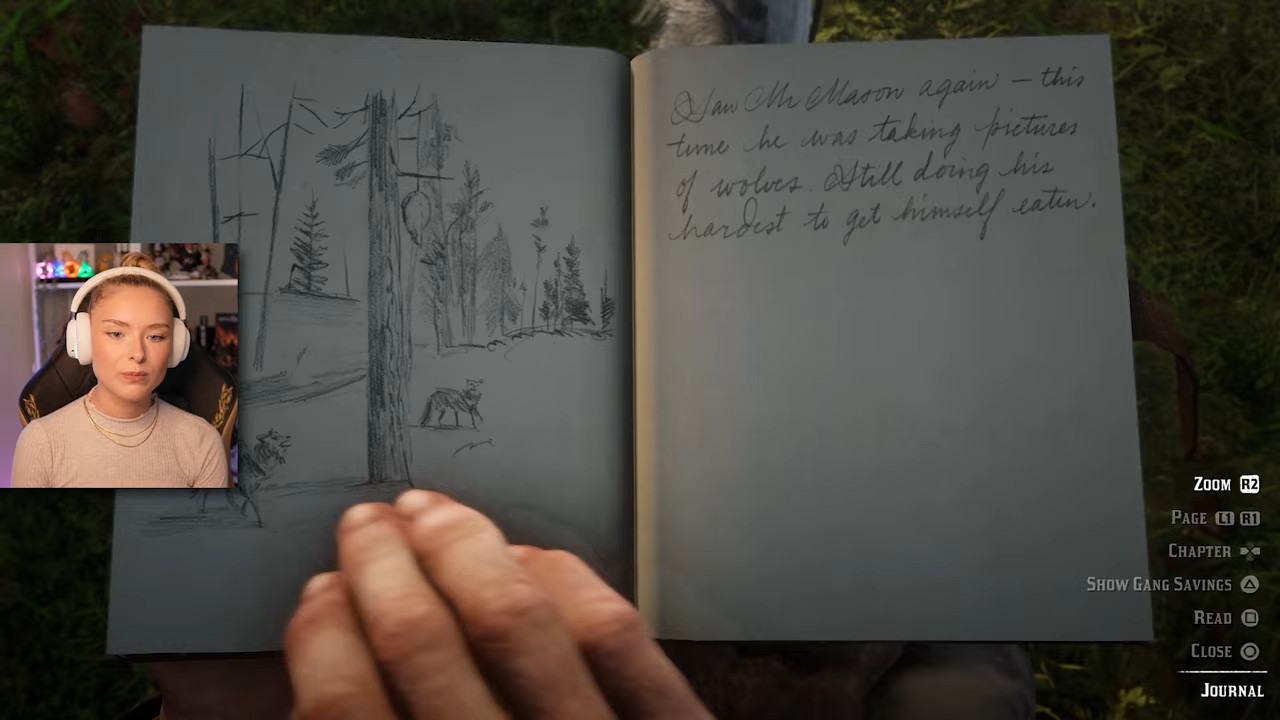 Saw Mr Mason again – this
time he was taking pictures
of wolves. Still doing his
hardest to get himself eaten.
ZOOM R2
PAGE L1 R1
CHAPTER
SHOW GANG SAVINGS
READ
CLOSE
JOURNAL